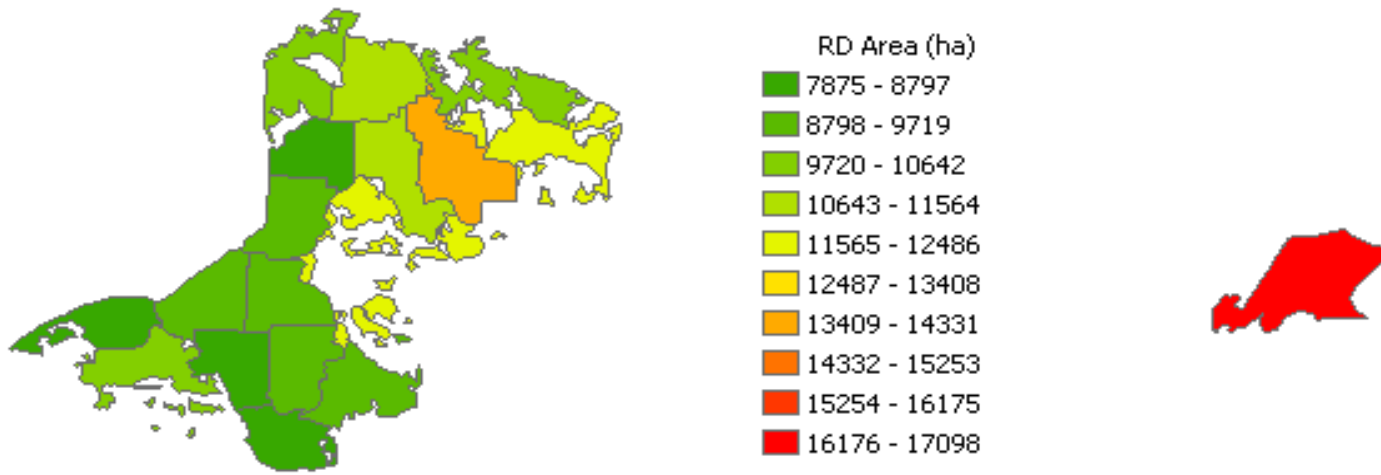 RD Area (ha)
7875 - 8797
8798 - 9719
9720 - 10642
10643 - 11564
11565 - 12486
12487 - 13408
13409 - 14331
14332 - 15253
15254 - 16175
16176 - 17098